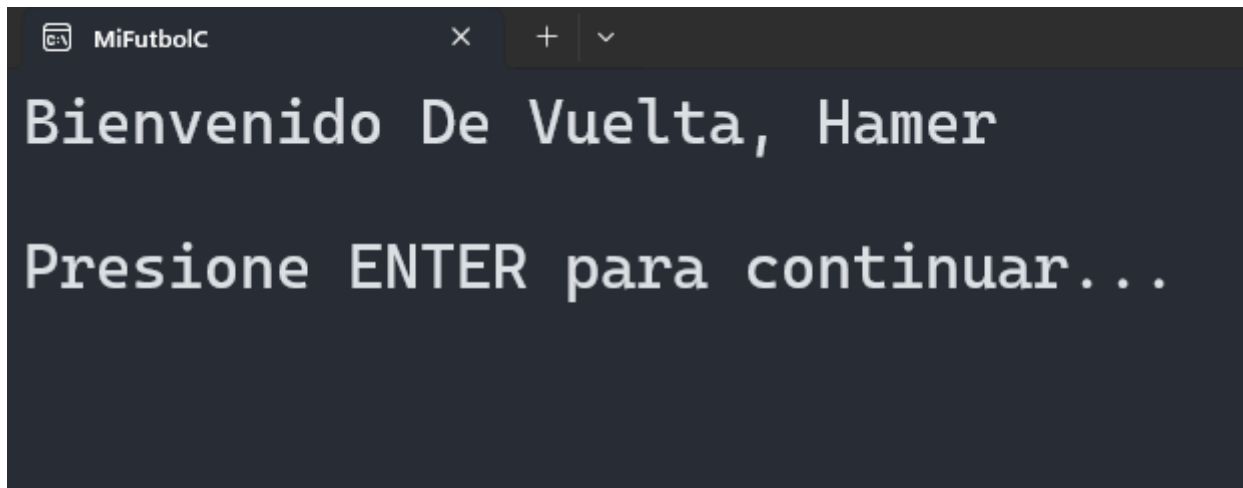 MiFutbolC
Bienvenido De Vuelta, Hamer
Presione ENTER para continuar...